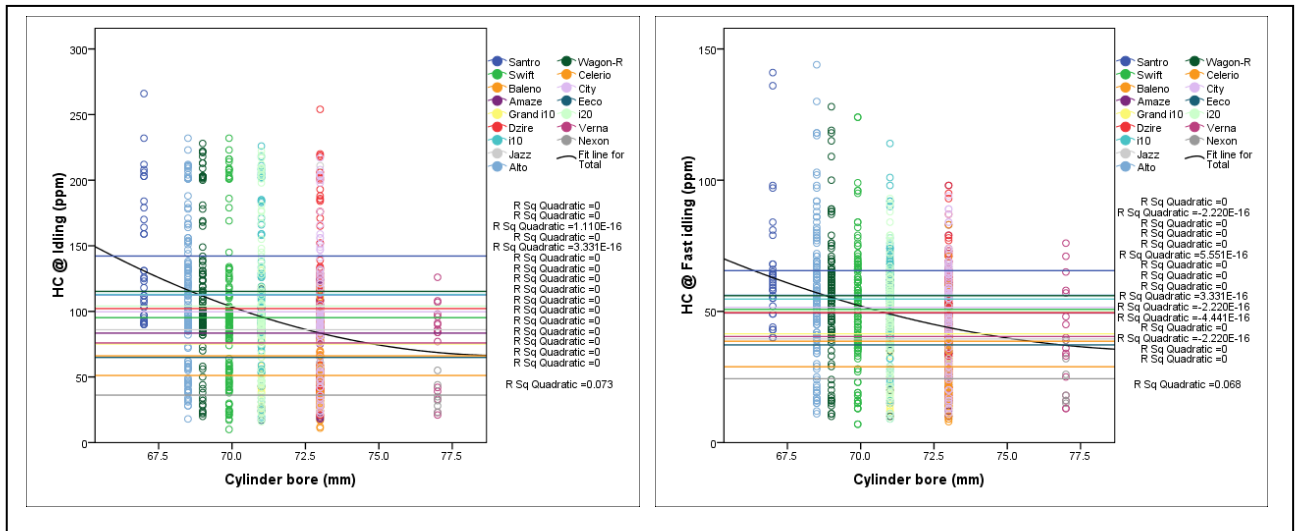 300
250
200
150
100
50
0
HC @ Idling (ppm)
67.5 70.0 72.5 75.0 77.5
Cylinder bore (mm)
Santro Wagon-R
Swift Celerio
Baleno City
Amaze Eeco
Grand i10 i20
Dzire Verna
i10 Nexon
Jazz Fit line for
Alto Total
R Sq Quadratic =0
R Sq Quadratic =0
R Sq Quadratic =1.110E-16
R Sq Quadratic =0
R Sq Quadratic =3.331E-16
R Sq Quadratic =0
R Sq Quadratic =0
R Sq Quadratic =0
R Sq Quadratic =0
R Sq Quadratic =0
R Sq Quadratic =0
R Sq Quadratic =0
R Sq Quadratic =0
R Sq Quadratic =0
R Sq Quadratic =0
R Sq Quadratic =0
R Sq Quadratic =0.073
150
100
50
0
HC @ Fast idling (ppm)
67.5 70.0 72.5 75.0 77.5
Cylinder bore (mm)
Santro Wagon-R
Swift Celerio
Baleno City
Amaze Eeco
Grand i10 i20
Dzire Verna
i10 Nexon
Jazz Fit line for
Alto Total
R Sq Quadratic =0
R Sq Quadratic =-2.220E-16
R Sq Quadratic =0
R Sq Quadratic =0
R Sq Quadratic =0
R Sq Quadratic =5.551E-16
R Sq Quadratic =0
R Sq Quadratic =0
R Sq Quadratic =0
R Sq Quadratic =3.331E-16
R Sq Quadratic =-2.220E-16
R Sq Quadratic =-4.441E-16
R Sq Quadratic =0
R Sq Quadratic =-2.220E-16
R Sq Quadratic =0
R Sq Quadratic =0
R Sq Quadratic =0.068